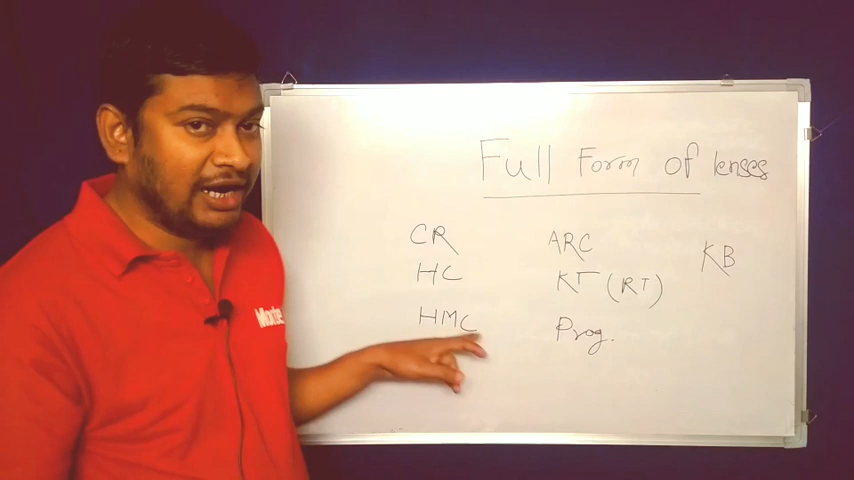 Full Form of lenses
CR
HC
HMC
ARC
KT (RT)
Prog.
KB